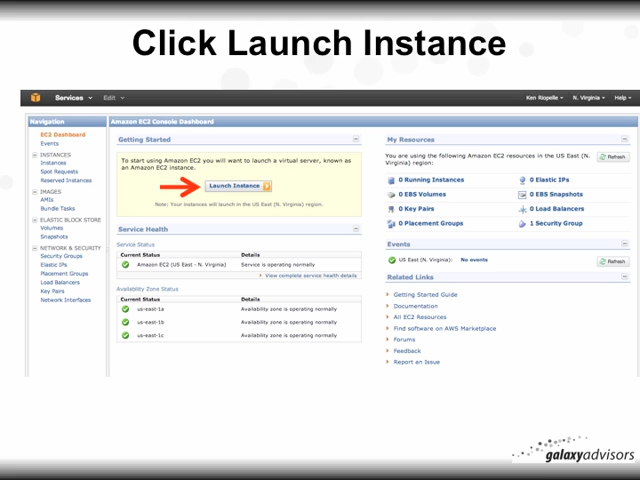 Click Launch Instance
Services Edit Ken Riopelle N. Virginia Help
Navigation
EC2 Dashboard
Events
INSTANCES
Instances
Spot Requests
Reserved Instances
IMAGES
AMIs
Bundle Tasks
ELASTIC BLOCK STORE
Volumes
Snapshots
NETWORK & SECURITY
Security Groups
Elastic IPs
Placement Groups
Load Balancers
Key Pairs
Network Interfaces
Amazon EC2 Console Dashboard
Getting Started
To start using Amazon EC2 you will want to launch a virtual server, known as
an Amazon EC2 instance.
Launch Instance
Note: Your instances will launch in the US East (N. Virginia) region.
Service Health
Service Status
Current Status Details
Amazon EC2 (US East - N. Virginia) Service is operating normally
View complete service health details
Availability Zone Status
Current Status Details
us-east-1a Availability zone is operating normally
us-east-1b Availability zone is operating normally
us-east-1c Availability zone is operating normally
My Resources
You are using the following Amazon EC2 resources in the US East (N.
Virginia) region:
Refresh
0 Running Instances 0 Elastic IPs
0 EBS Volumes 0 EBS Snapshots
0 Key Pairs 0 Load Balancers
0 Placement Groups 1 Security Group
Events
US East (N. Virginia): No events Refresh
Related Links
Getting Started Guide
Documentation
All EC2 Resources
Find software on AWS Marketplace
Forums
Feedback
Report an Issue
galaxyadvisors